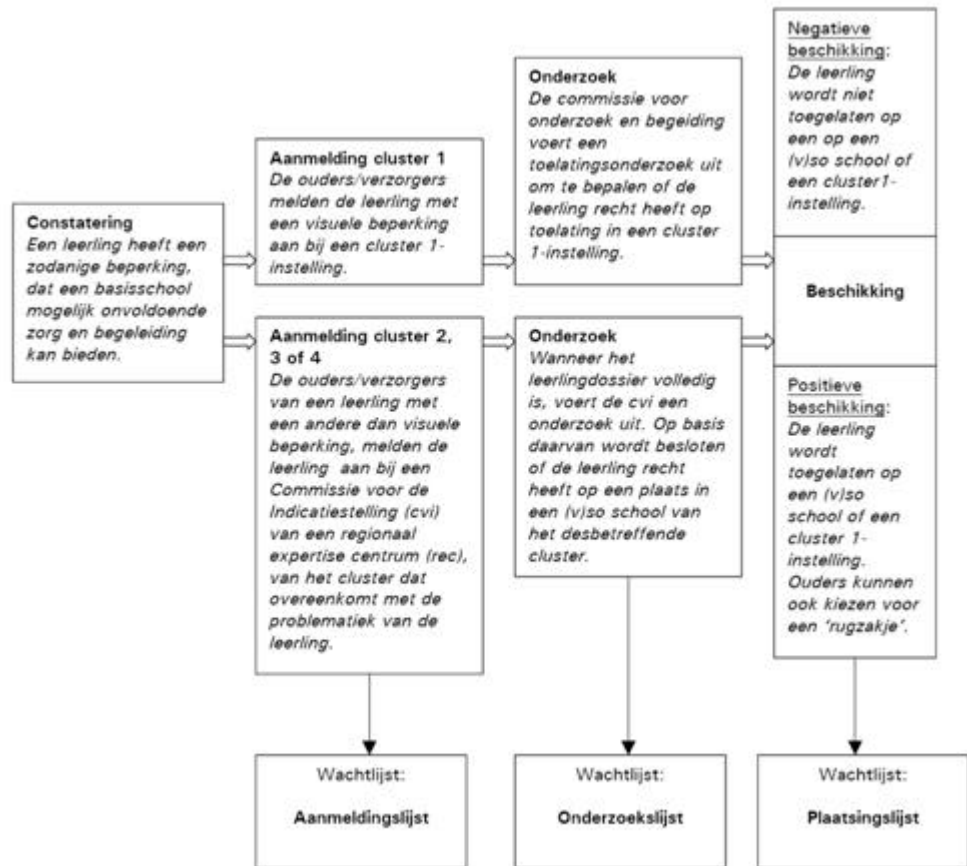 Constatering
Een leerling heeft een
zodanige beperking,
dat een basisschool
mogelijk onvoldoende
zorg en begeleiding
kan bieden.
Aanmelding cluster 1
De ouders/verzorgers
melden de leerling met
een visuele beperking
aan bij een cluster 1-
instelling.
Aanmelding cluster 2,
3 of 4
De ouders/verzorgers
van een leerling met
een andere dan visuele
beperking, melden de
leerling aan bij een
Commissie voor de
Indicatiestelling (cvi)
van een regionaal
expertise centrum (rec),
van het cluster dat
overeenkomt met de
problematiek van de
leerling.
Onderzoek
De commissie voor
onderzoek en begeiding
voert een
toelatingsonderzoek uit
om te bepalen of de
leerling recht heeft op
toelating in een cluster
1-instelling.
Onderzoek
Wanneer het
leerlingdossier volledig
is, voert de cvi een
onderzoek uit. Op basis
daarvan wordt besloten
of de leerling recht
heeft op een plaats in
een (v)so school van
het desbetreffende
cluster.
Negatieve
beschikking:
De leerling
wordt niet
toegelaten op
een op een
(v)so school of
een cluster1-
instelling.
Beschikking
Positieve
beschikking:
De leerling
wordt
toegelaten op
een (v)so
school of een
cluster 1-
instelling.
Ouders kunnen
ook kiezen voor
een ‘rugzakje’.
Wachtlijst:
Aanmeldingslijst
Wachtlijst:
Onderzoekslijst
Wachtlijst:
Plaatsingslijst